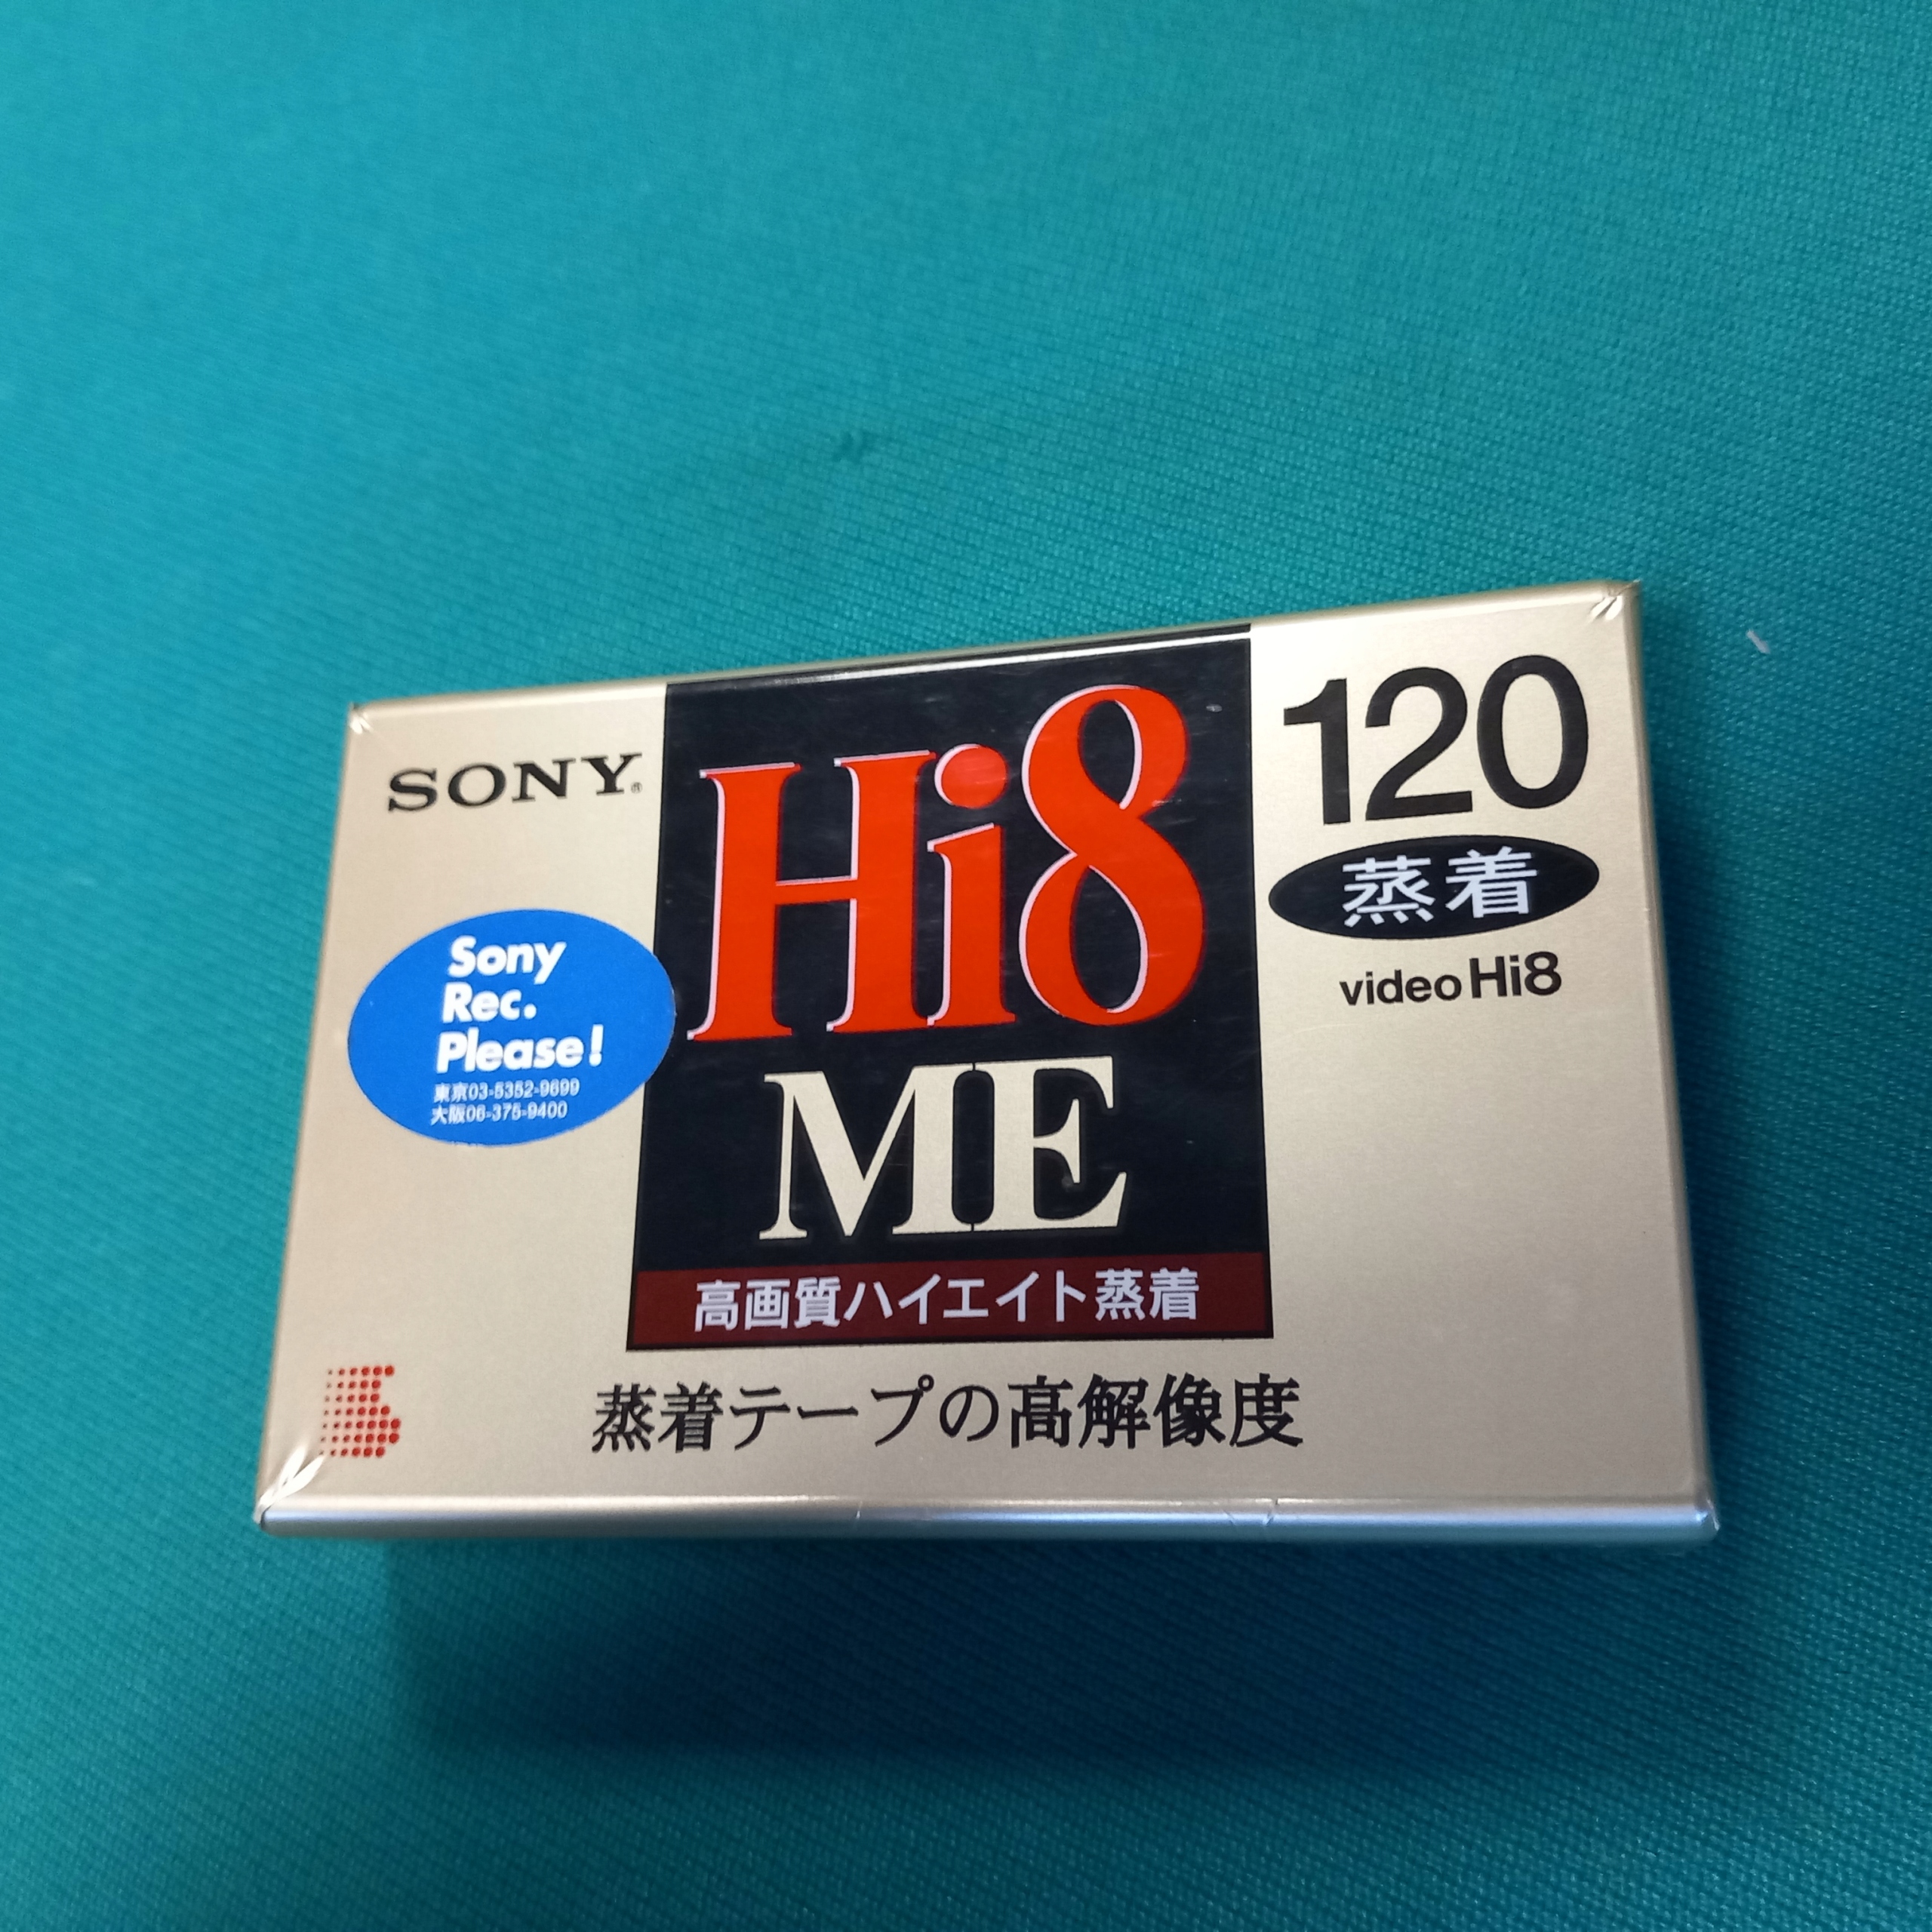 SONY®
Hi8
120
蒸着
video Hi8
Sony
Rec.
Please!
東京03-5352-9699
大阪06-375-9400
ME
高画質ハイエイト蒸着
蒸着テープの高解像度